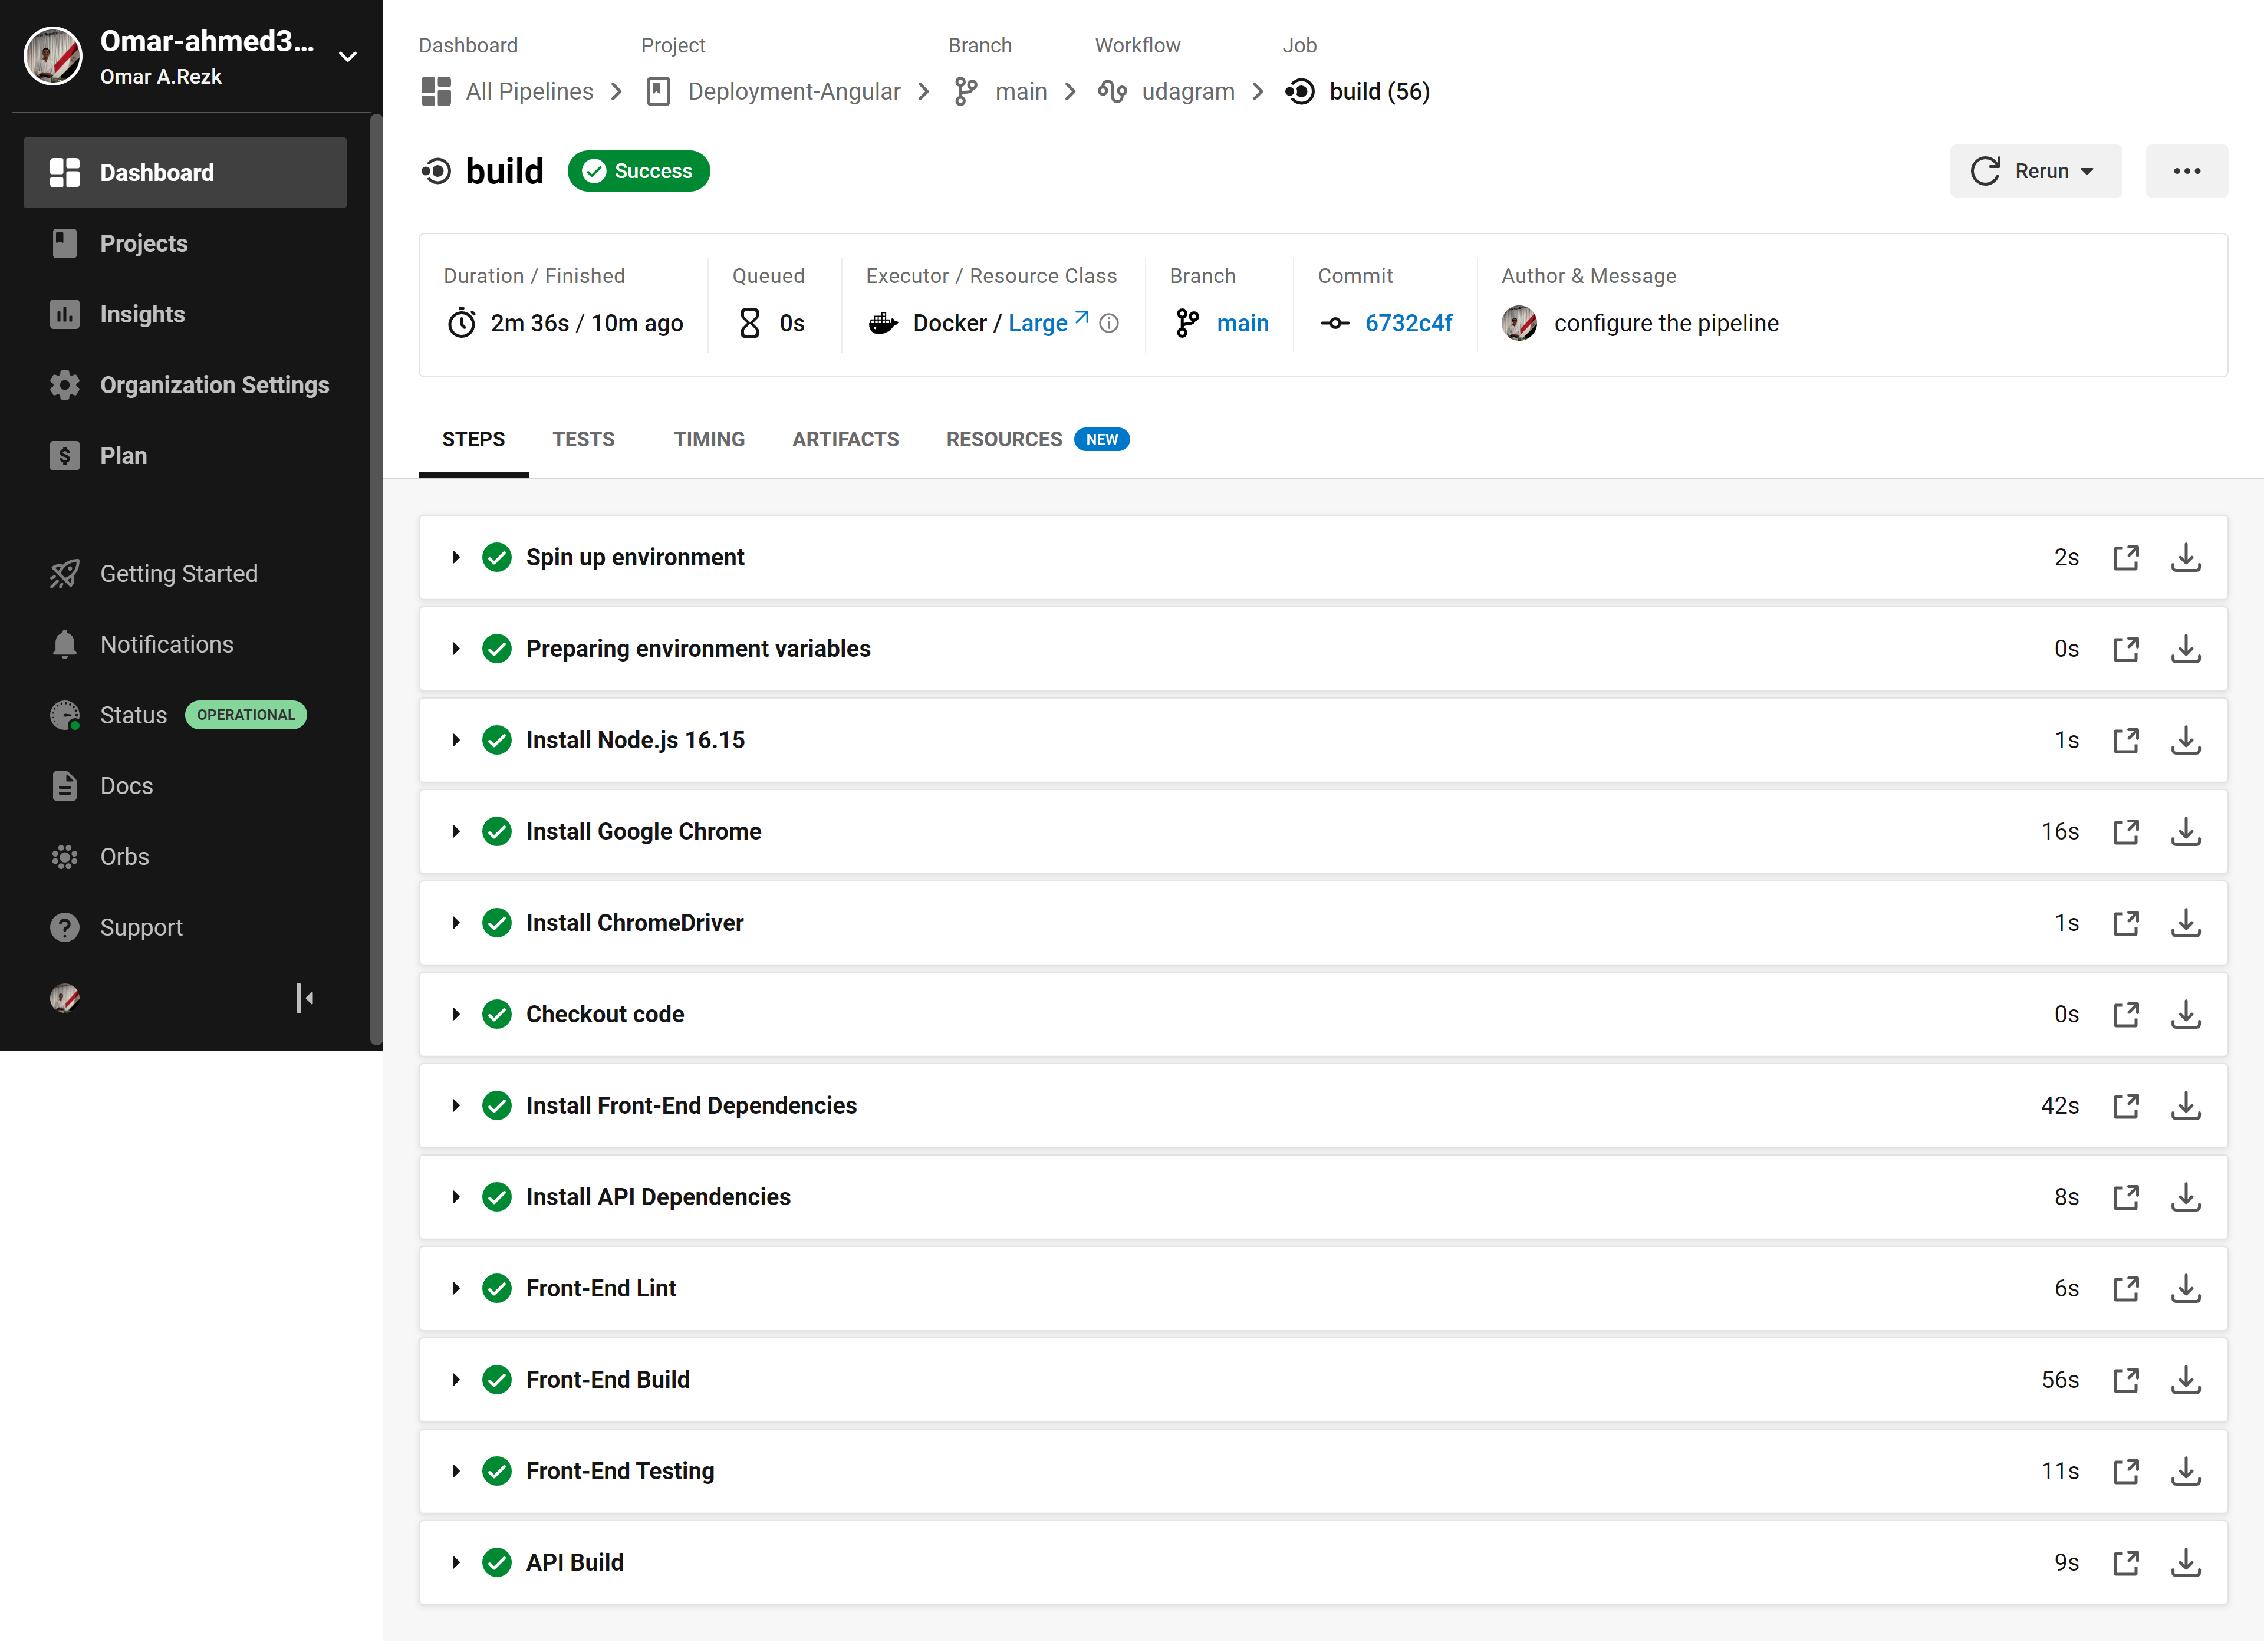 Omar-ahmed3...
Omar A.Rezk
Dashboard
Projects
Insights
Organization Settings
Plan
Getting Started
Notifications
Status OPERATIONAL
Docs
Orbs
Support
Dashboard Project Branch Workflow Job
All Pipelines Deployment-Angular main udagram build (56)
build Success
Rerun
Duration / Finished Queued Executor / Resource Class Branch Commit Author & Message
2m 36s / 10m ago 0s Docker / Large main 6732c4f configure the pipeline
STEPS TESTS TIMING ARTIFACTS RESOURCES NEW
Spin up environment 2s
Preparing environment variables 0s
Install Node.js 16.15 1s
Install Google Chrome 16s
Install ChromeDriver 1s
Checkout code 0s
Install Front-End Dependencies 42s
Install API Dependencies 8s
Front-End Lint 6s
Front-End Build 56s
Front-End Testing 11s
API Build 9s